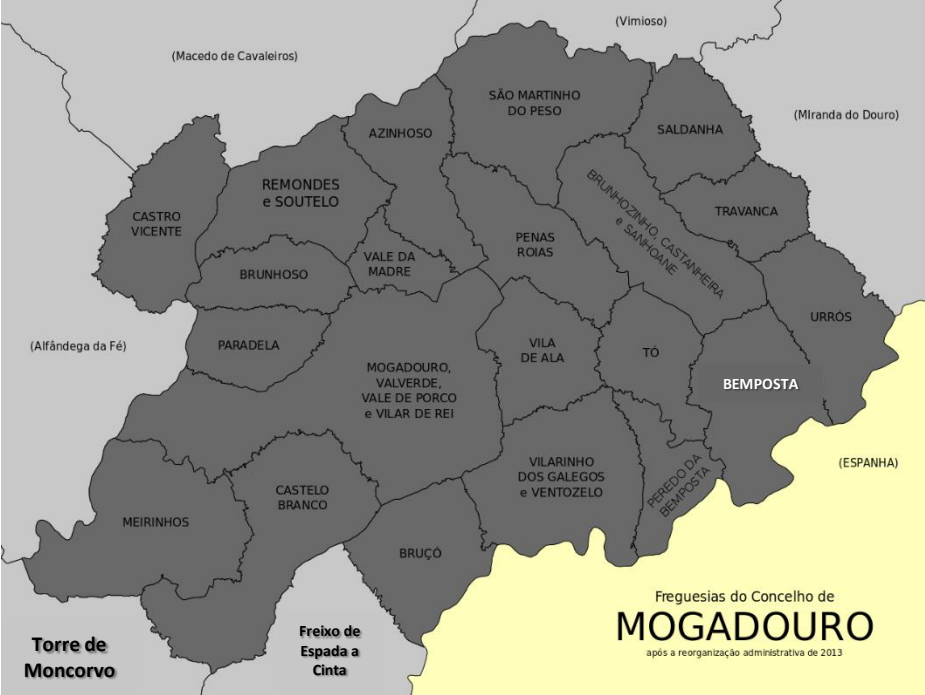 (Vimioso)
(Macedo de Cavaleiros)
SÃO MARTINHO
DO PESO
(MIranda do Douro)
AZINHOSO
SALDANHA
REMONDES
e SOUTELO
BRUNHOZINHO, CASTANHEIRA
e SANHOANE
CASTRO
VICENTE
TRAVANCA
PENAS
ROIAS
VALE DA
MADRE
BRUNHOSO
URRÓS
(Alfândega da Fé)
PARADELA
VILA
DE ALA
TÓ
MOGADOURO,
VALVERDE,
VALE DE PORCO
e VILAR DE REI
BEMPOSTA
(ESPANHA)
VILARINHO
DOS GALEGOS
e VENTOZELO
PEREDO DA
BEMPOSTA
CASTELO
BRANCO
MEIRINHOS
BRUÇÓ
Freguesias do Concelho de
MOGADOURO
após a reorganização administrativa de 2013
Torre de
Moncorvo
Freixo de
Espada a
Cinta